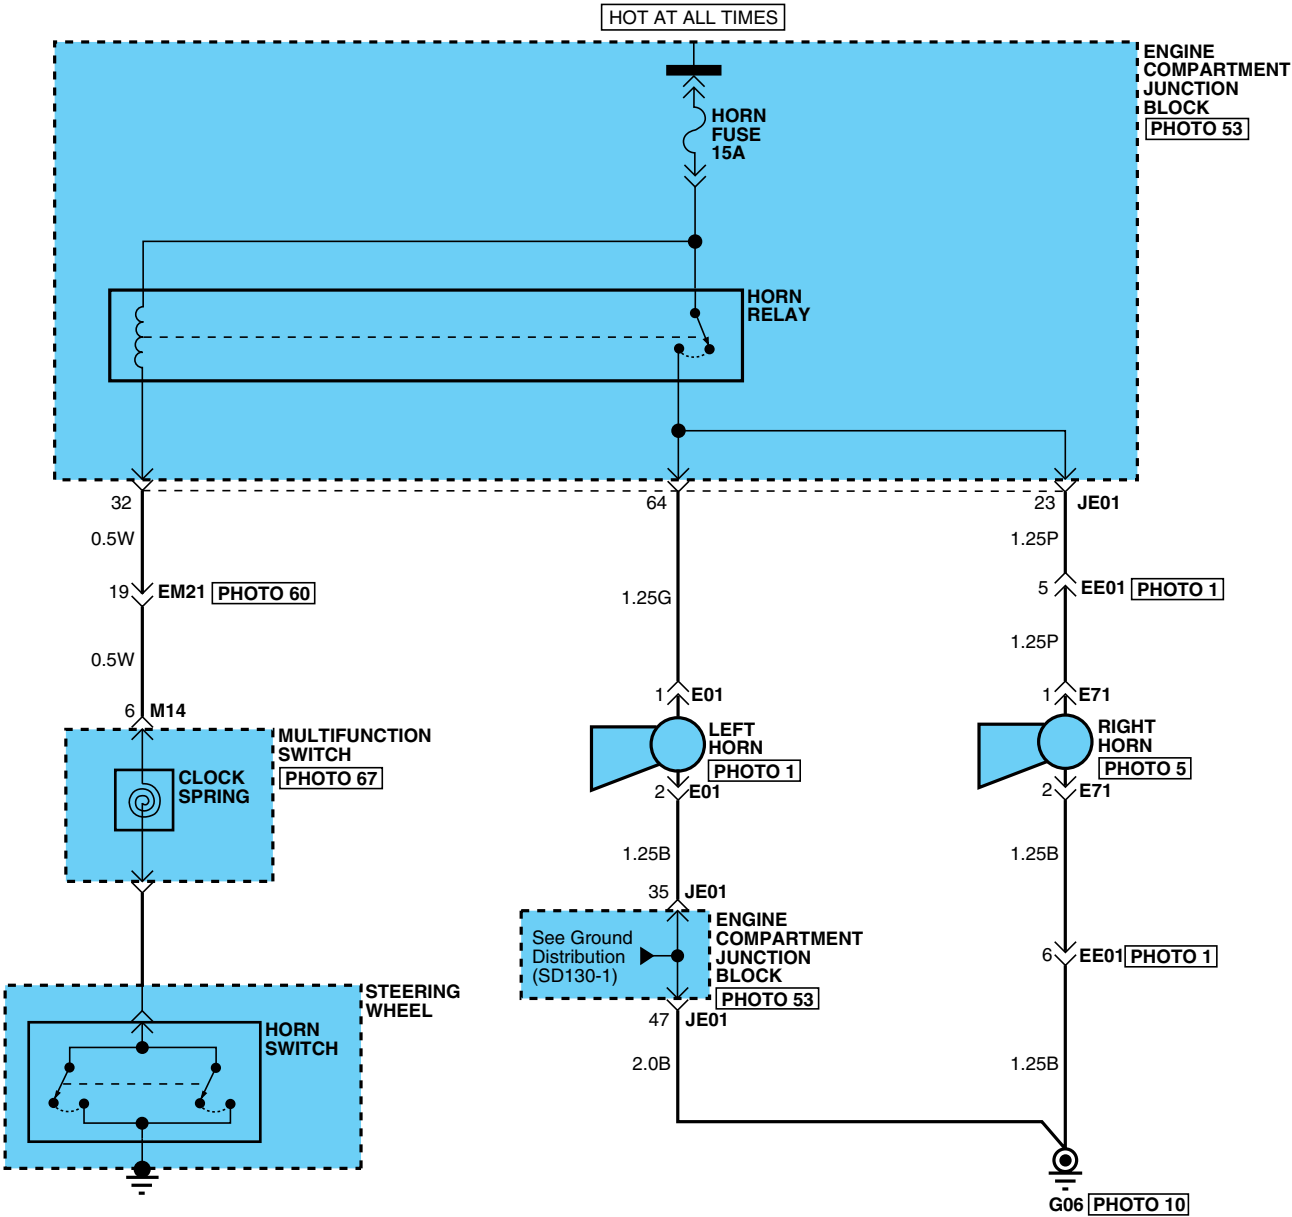 HOT AT ALL TIMES
ENGINE
COMPARTMENT
JUNCTION
BLOCK
PHOTO 53
HORN
FUSE
15A
HORN
RELAY
32
64
23
JE01
0.5W
1.25P
19
EM21
PHOTO 60
1.25G
5
EE01
PHOTO 1
0.5W
1.25P
6
M14
1
E01
1
E71
MULTIFUNCTION
SWITCH
PHOTO 67
CLOCK
SPRING
LEFT
HORN
PHOTO 1
RIGHT
HORN
PHOTO 5
2
E01
2
E71
1.25B
1.25B
35
JE01
See Ground
Distribution
(SD130-1)
ENGINE
COMPARTMENT
JUNCTION
BLOCK
PHOTO 53
6
EE01
PHOTO 1
47
JE01
STEERING
WHEEL
HORN
SWITCH
2.0B
1.25B
G06
PHOTO 10